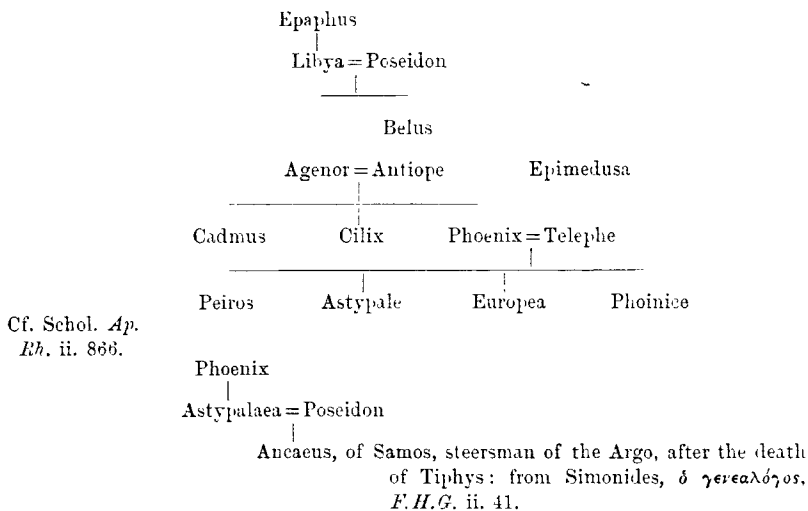 Epaphus
Libya = Poseidon
Belus
Agenor = Antiope Epimedusa
Cadmus Cilix Phoenix = Telephe
Peiros Astypale Europea Phoinice
Cf. Schol. Ap.
Rh. ii. 866.
Phoenix
Astypalaea = Poseidon
Ancaeus, of Samos, steersman of the Argo, after the death
of Tiphys: from Simonides, ὁ γενεαλόγος,
F.H.G. ii. 41.